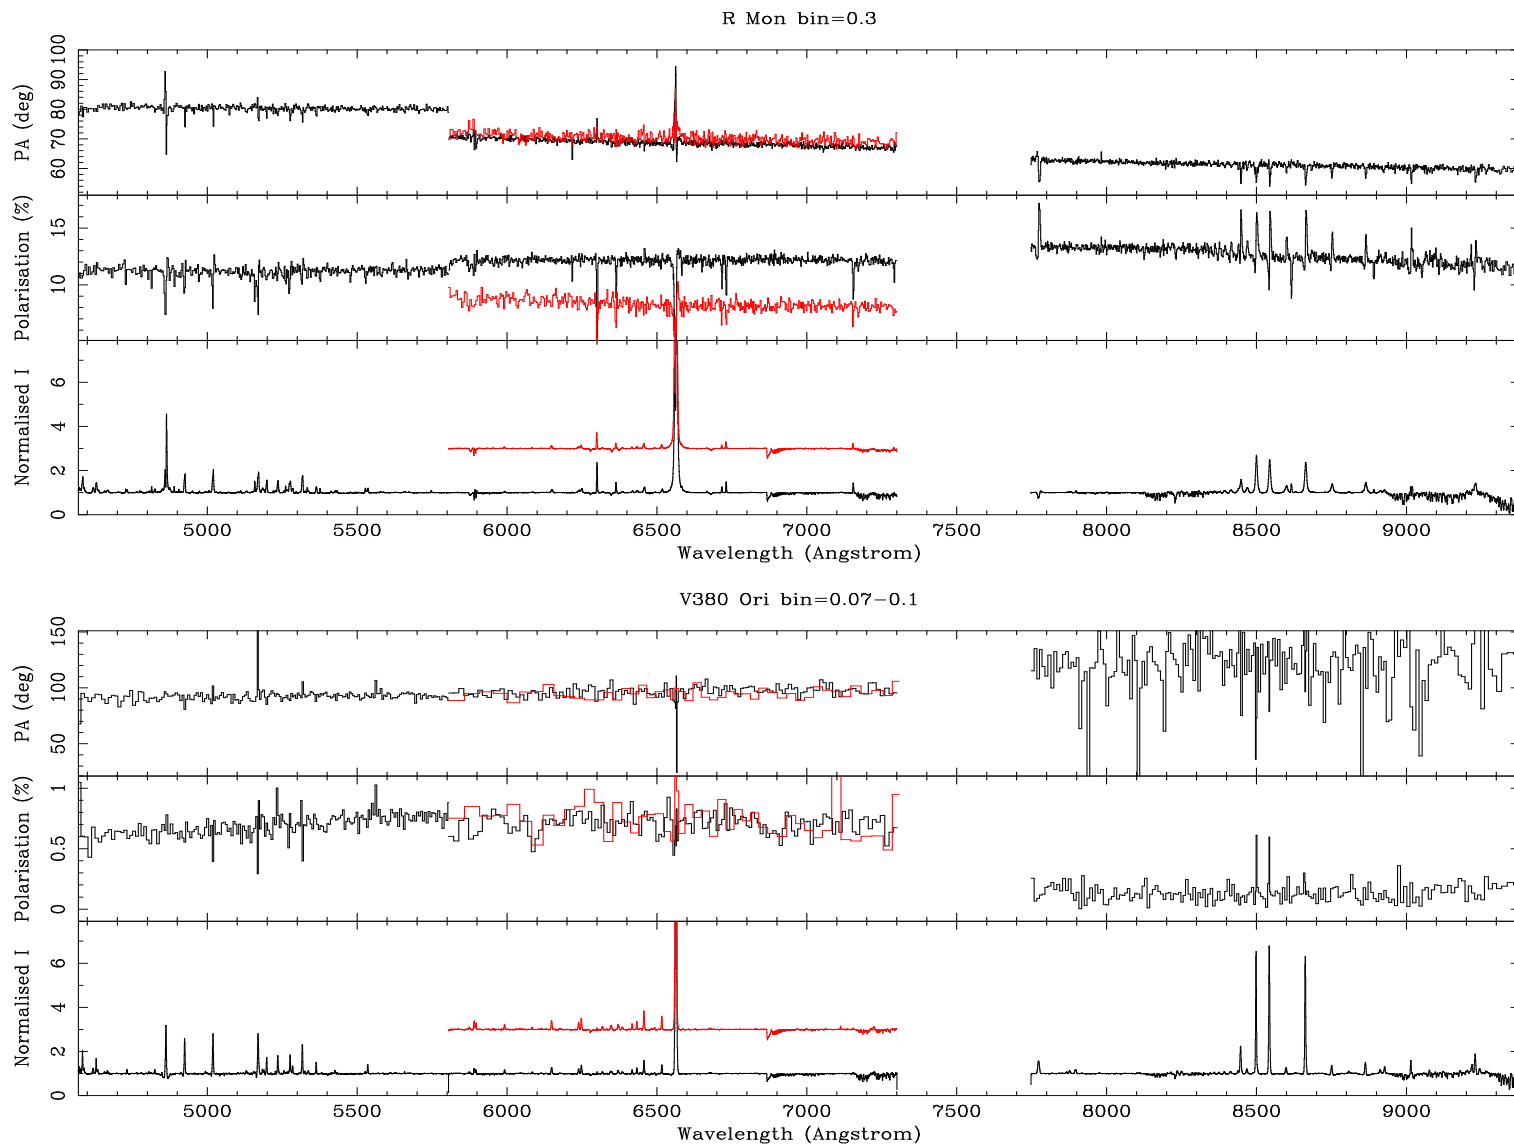 R Mon bin=0.3
PA (deg)
60 70 80 90 100
Polarisation (%)
10 15
Normalised I
0 2 4 6
5000 5500 6000 6500 7000 7500 8000 8500 9000
Wavelength (Angstrom)
V380 Ori bin=0.07−0.1
PA (deg)
50 100 150
Polarisation (%)
0 0.5 1
Normalised I
0 2 4 6
5000 5500 6000 6500 7000 7500 8000 8500 9000
Wavelength (Angstrom)